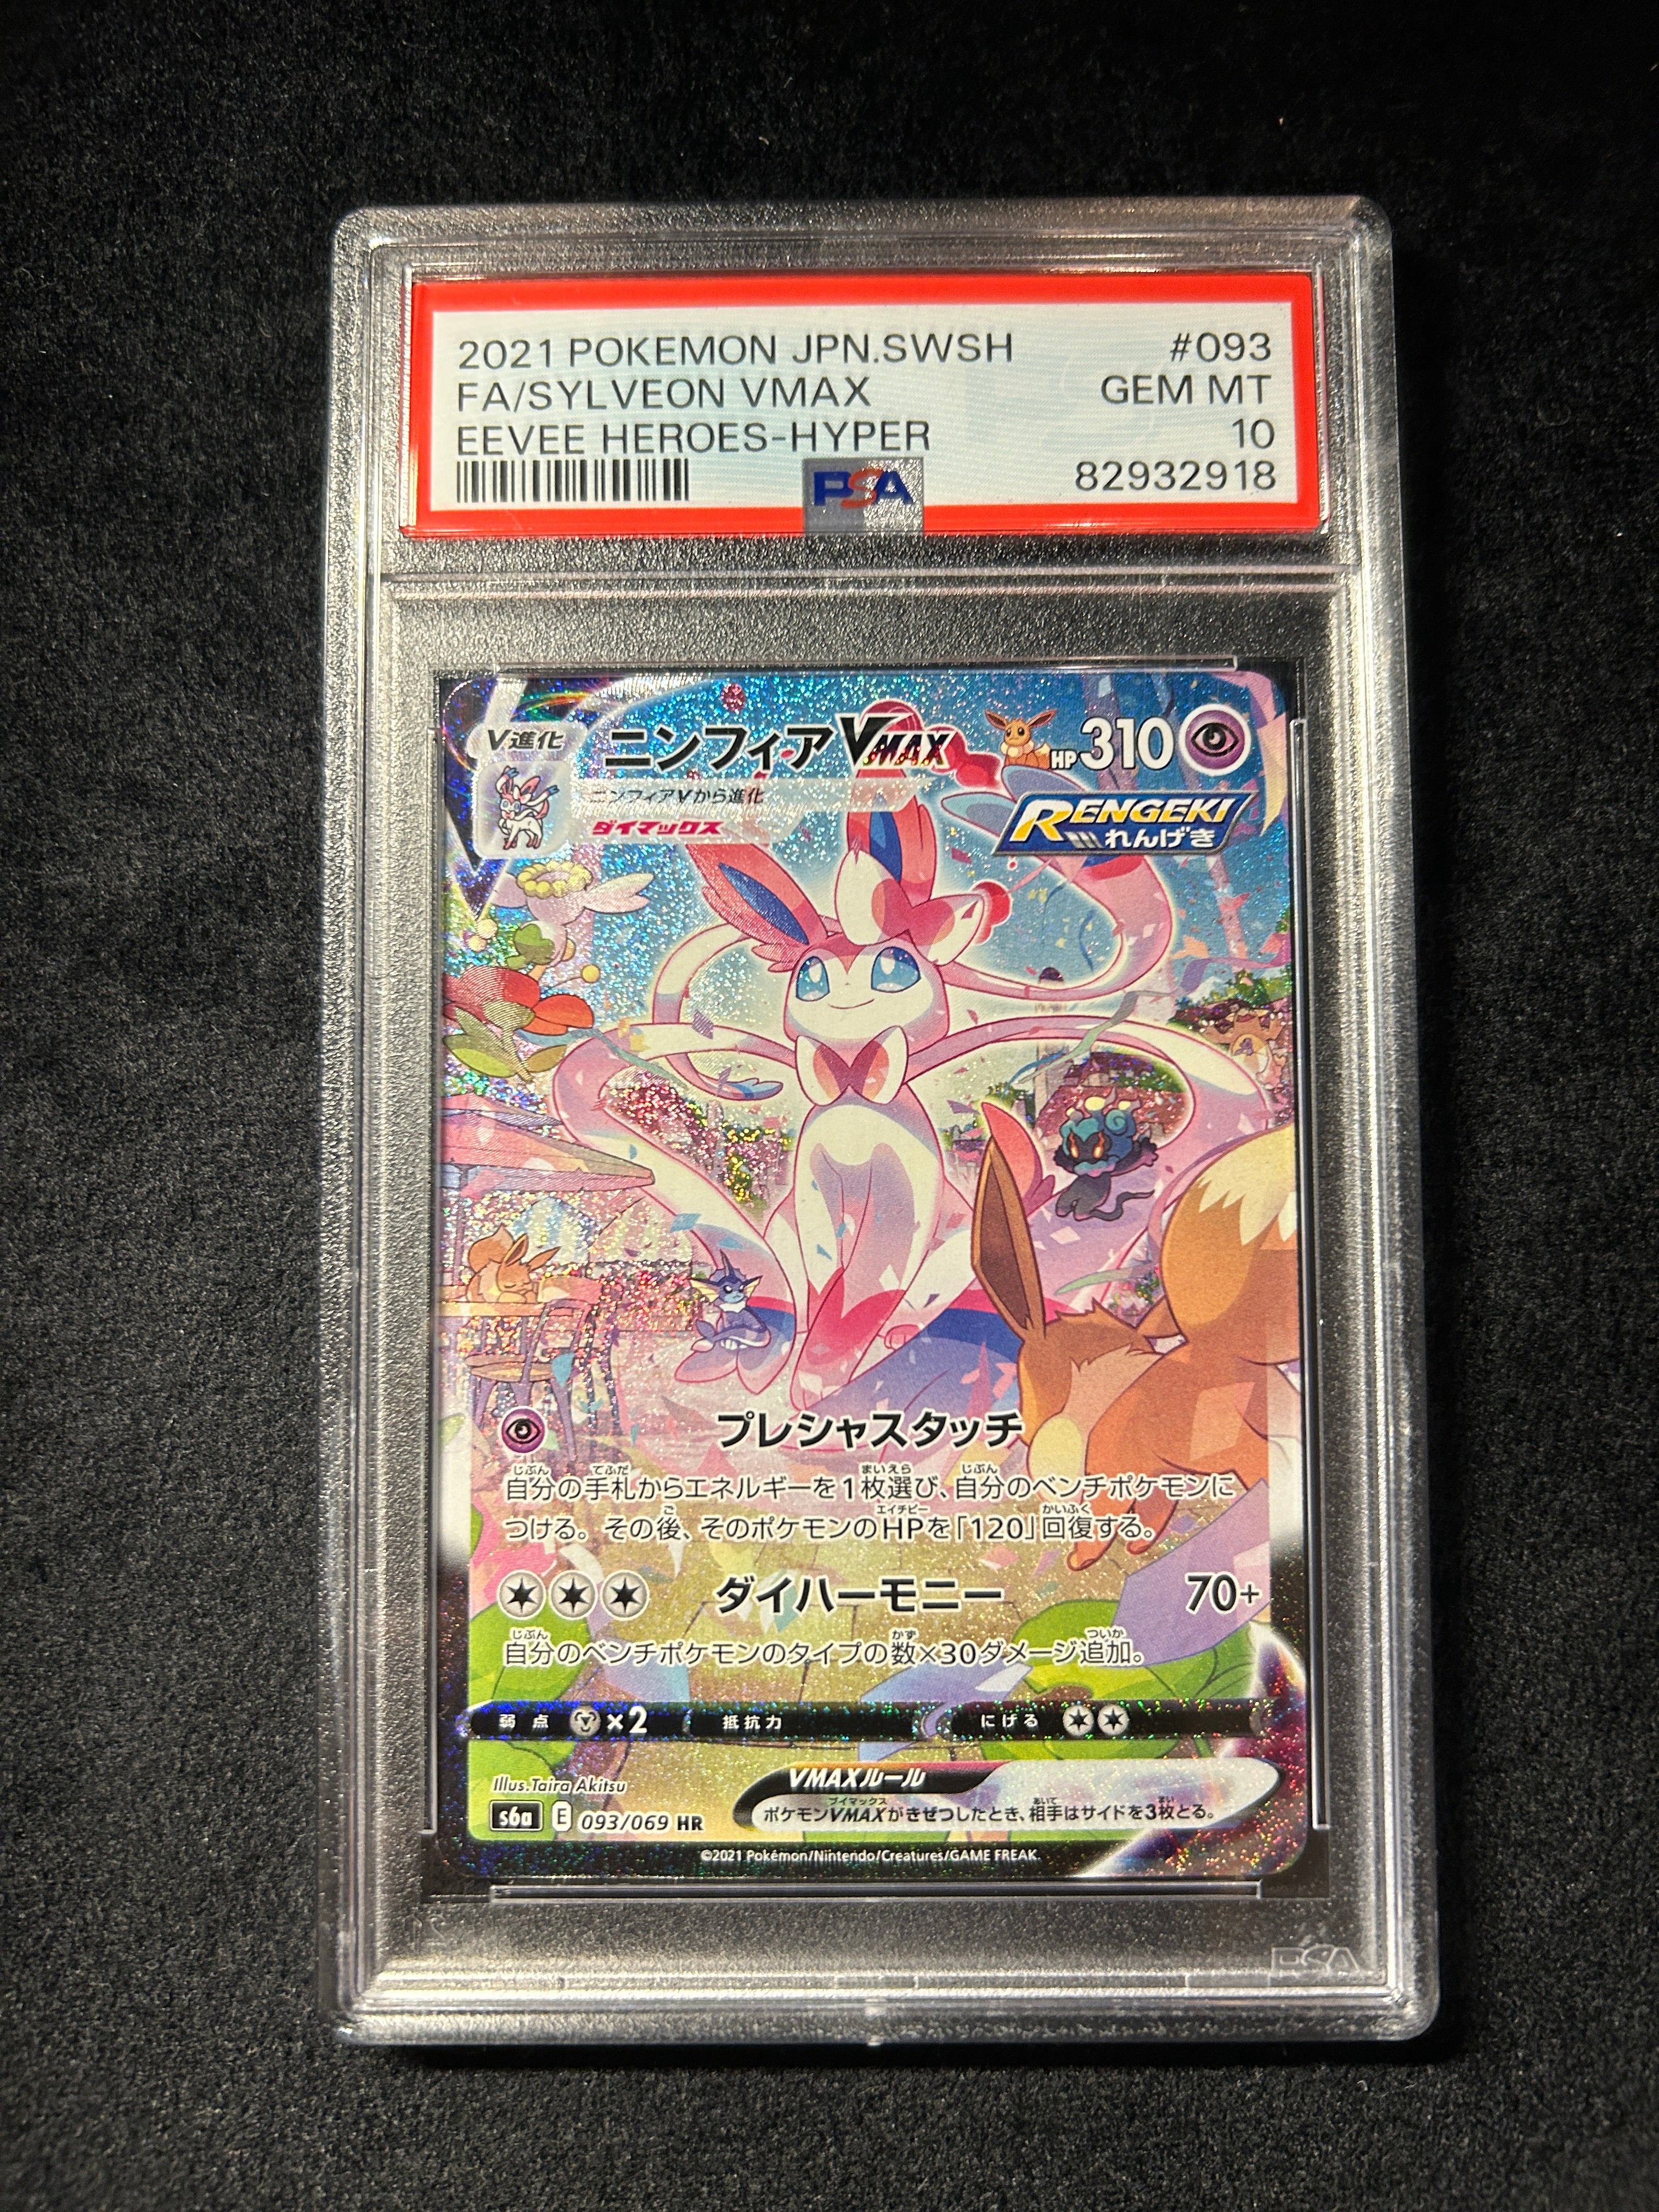 2021 POKEMON JPN.SWSH #093
FA/SYLVEON VMAX GEM MT
EEVEE HEROES-HYPER 10
PSA 82932918
V進化 ニンフィアVMAX HP310
ニンフィアVから進化
ダイマックス
RENGEKI
れんげき
プレシャスタッチ
自分の手札からエネルギーを1枚選び、自分のベンチポケモンに
つける。その後、そのポケモンのHPを「120」回復する。
ダイハーモニー 70+
自分のベンチポケモンのタイプの数×30ダメージ追加。
弱点 ×2 抵抗力 にげる
Illus.Taira Akitsu
VMAXルール
s6a E 093/069 HR
ポケモンVMAXがきぜつしたとき、相手はサイドを3枚とる。
©2021 Pokémon/Nintendo/Creatures/GAME FREAK.
PSA